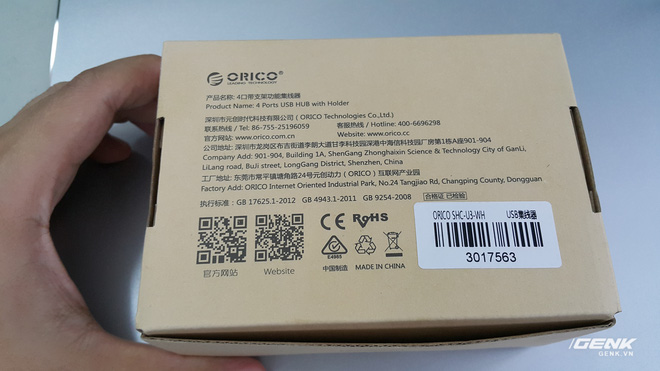 ORICO®
LEADING TECHNOLOGY
产品名称: 4口带支架功能集线器
Product Name: 4 Ports USB HUB with Holder
深圳市元创时代科技有限公司 ( ORICO Technologies Co.,Ltd )
联系热线 / Tel: 86-755-25196059 客服热线 / Hotline: 400-6696298
官方网站: www.orico.com.cn Website: www.orico.cc
公司地址: 深圳市龙岗区布吉街道李朗大道甘李科技园深港中海信科技园厂房第1栋A座901-904
Company Add: 901-904, Building 1A, ShenGang Zhonghaixin Science & Technology City of GanLi,
LiLang road, BuJi street, LongGang District, Shenzhen, China
工厂地址: 东莞市常平镇塘角路24号元创动力 ( ORICO ) 互联网产业园
Factory Add: ORICO Internet Oriented Industrial Park, No.24 Tangjiao Rd, Changping County, Dongguan
执行标准: GB 17625.1-2012 GB 4943.1-2011 GB 9254-2008
合格证 已检验
CE RoHS
E4085
官方网站 Website 中国制造 MADE IN CHINA
ORICO SHC-U3-WH USB集线器
3017563
GENK
GENK.VN